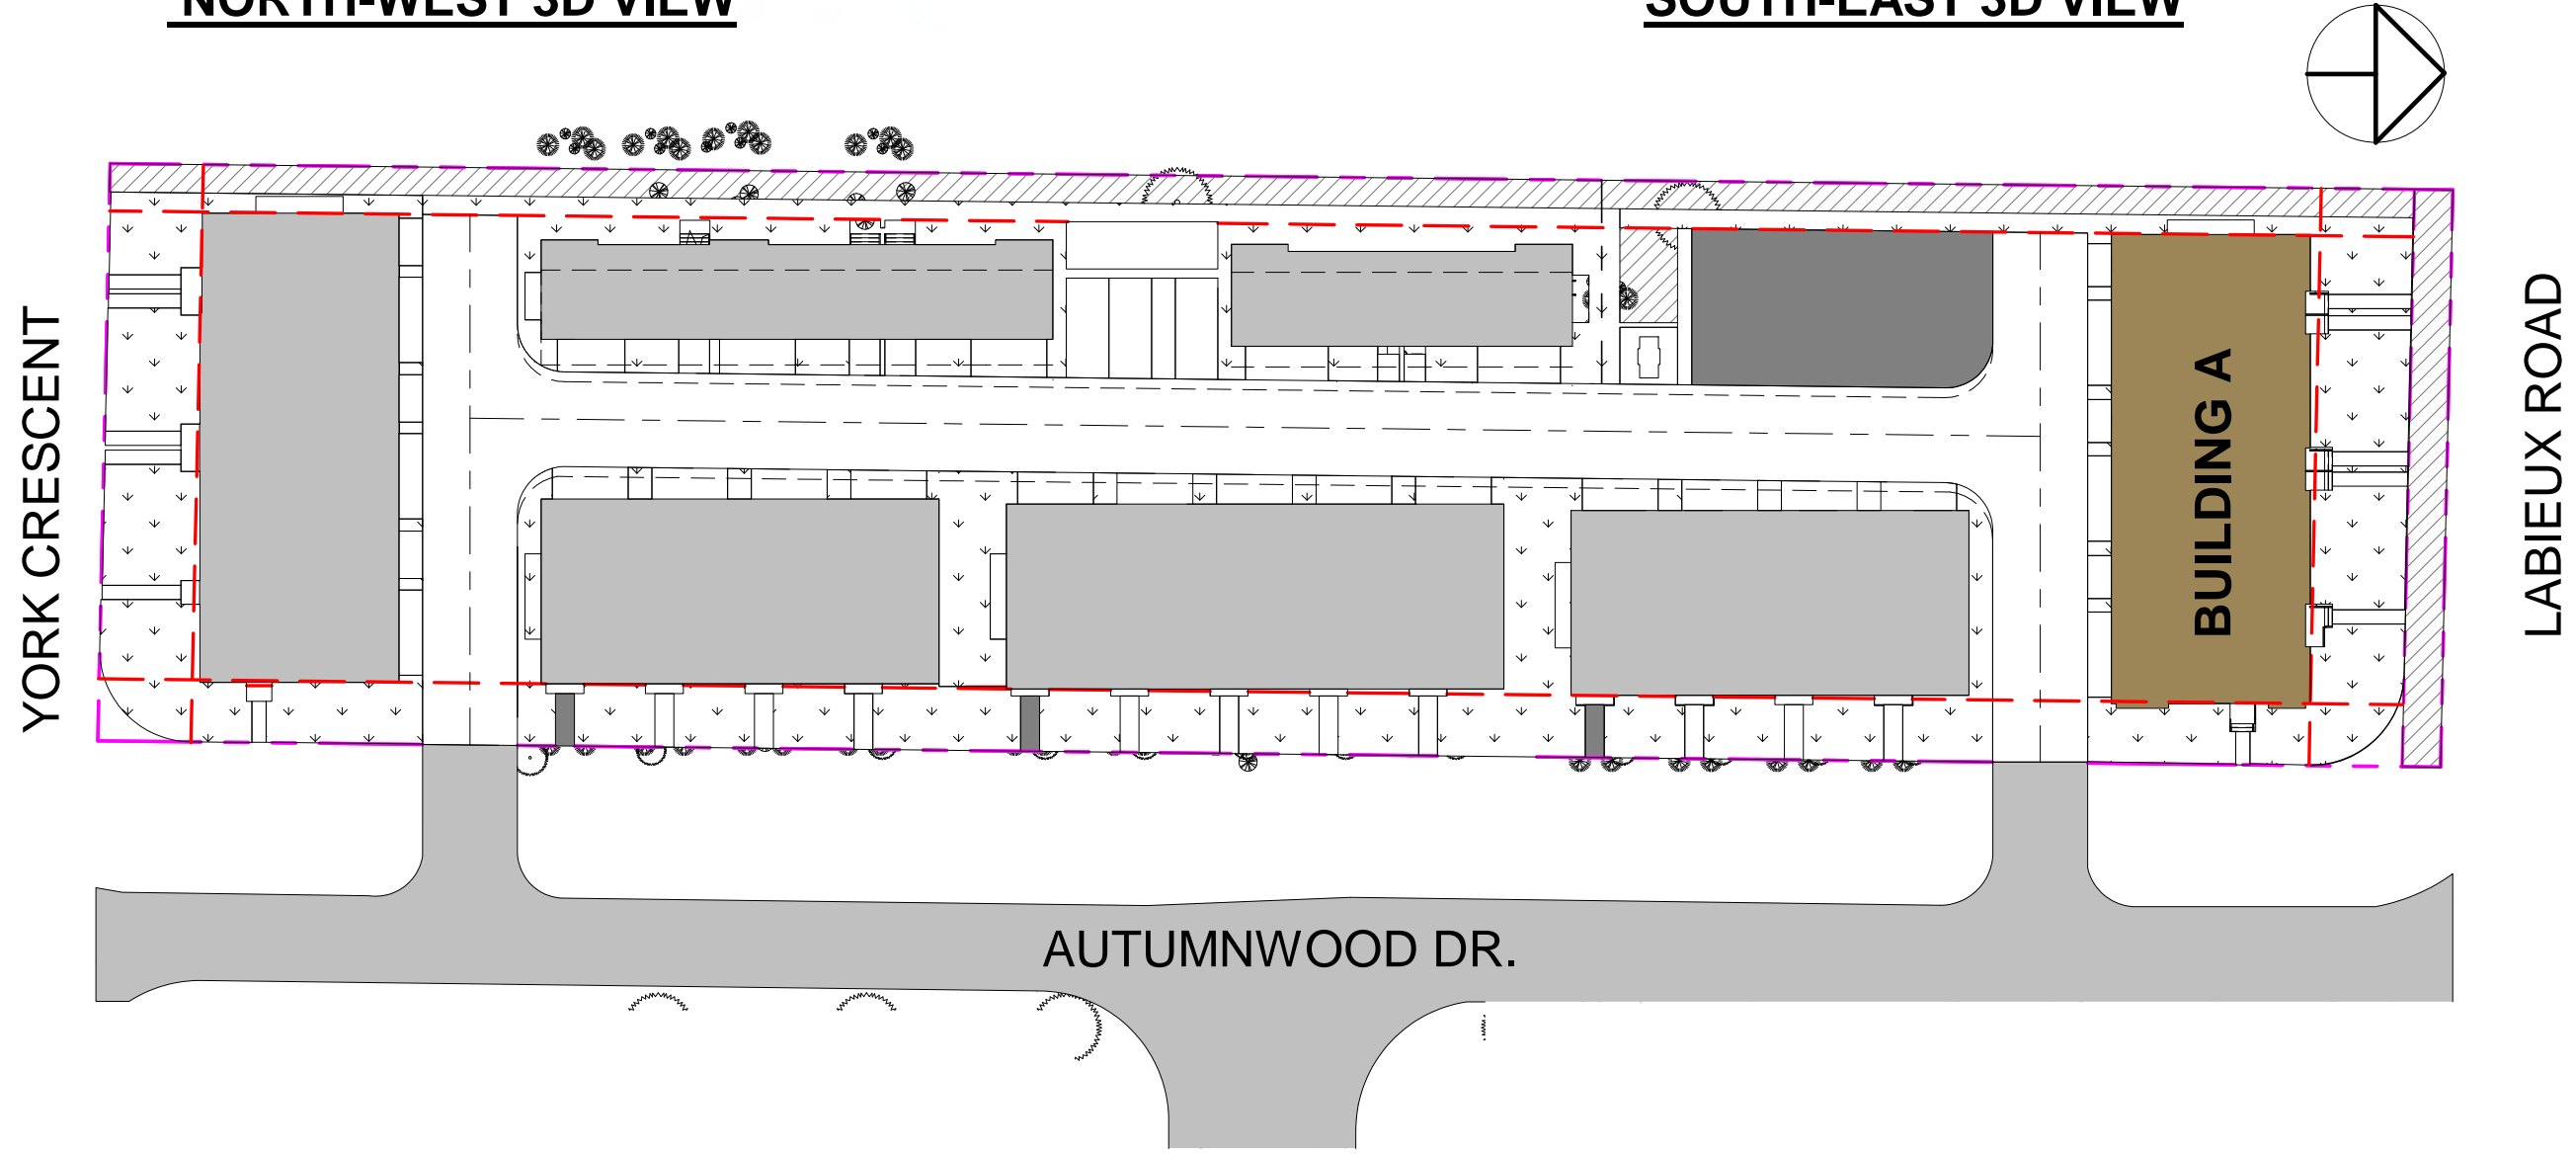 NORTH-WEST 3D VIEW
SOUTH-EAST 3D VIEW
YORK CRESCENT
BUILDING A
LABIEUX ROAD
AUTUMNWOOD DR.